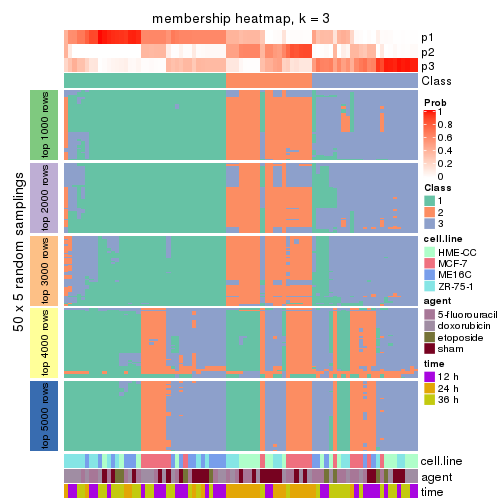 membership heatmap, k = 3
p1
p2
p3
Class
50 x 5 random samplings
top 1000 rows
top 2000 rows
top 3000 rows
top 4000 rows
top 5000 rows
cell.line
agent
time
Prob
1
0.8
0.6
0.4
0.2
0
Class
1
2
3
cell.line
HME-CC
MCF-7
ME16C
ZR-75-1
agent
5-fluorouracil
doxorubicin
etoposide
sham
time
12 h
24 h
36 h